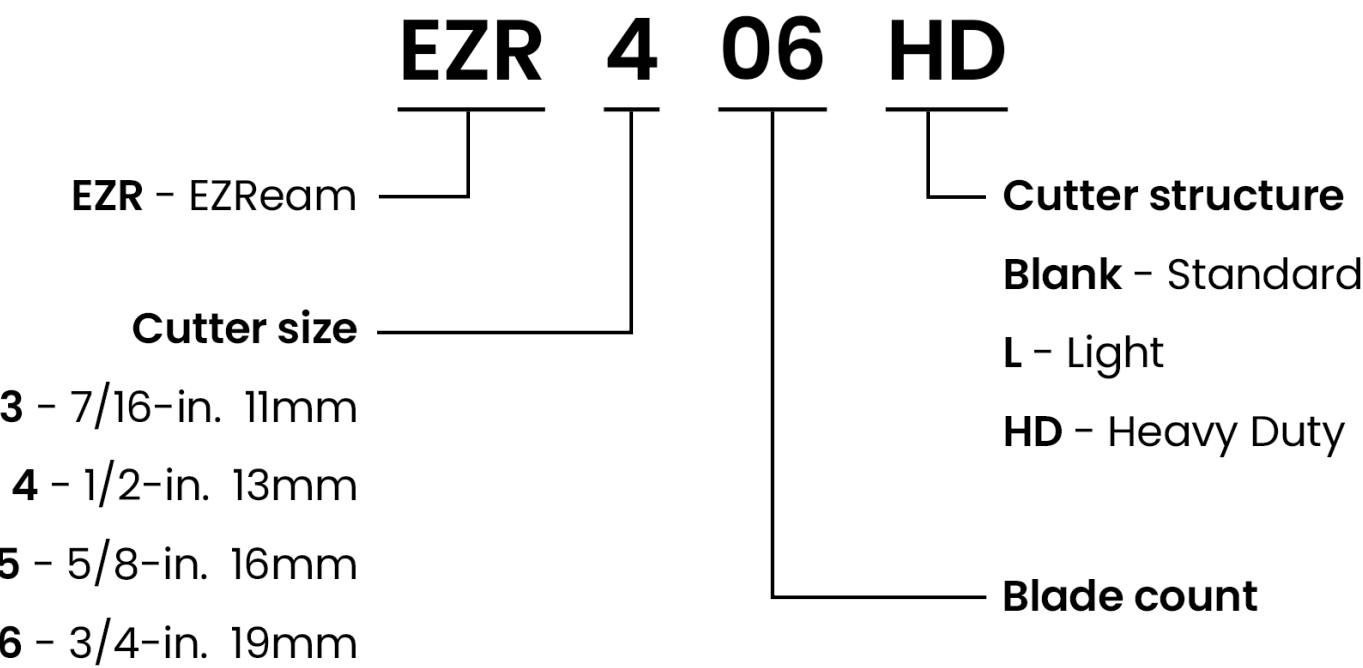 EZR 4 06 HD
EZR - EZReam
Cutter size
3 - 7/16-in. 11mm
4 - 1/2-in. 13mm
5 - 5/8-in. 16mm
6 - 3/4-in. 19mm
Cutter structure
Blank - Standard
L - Light
HD - Heavy Duty
Blade count